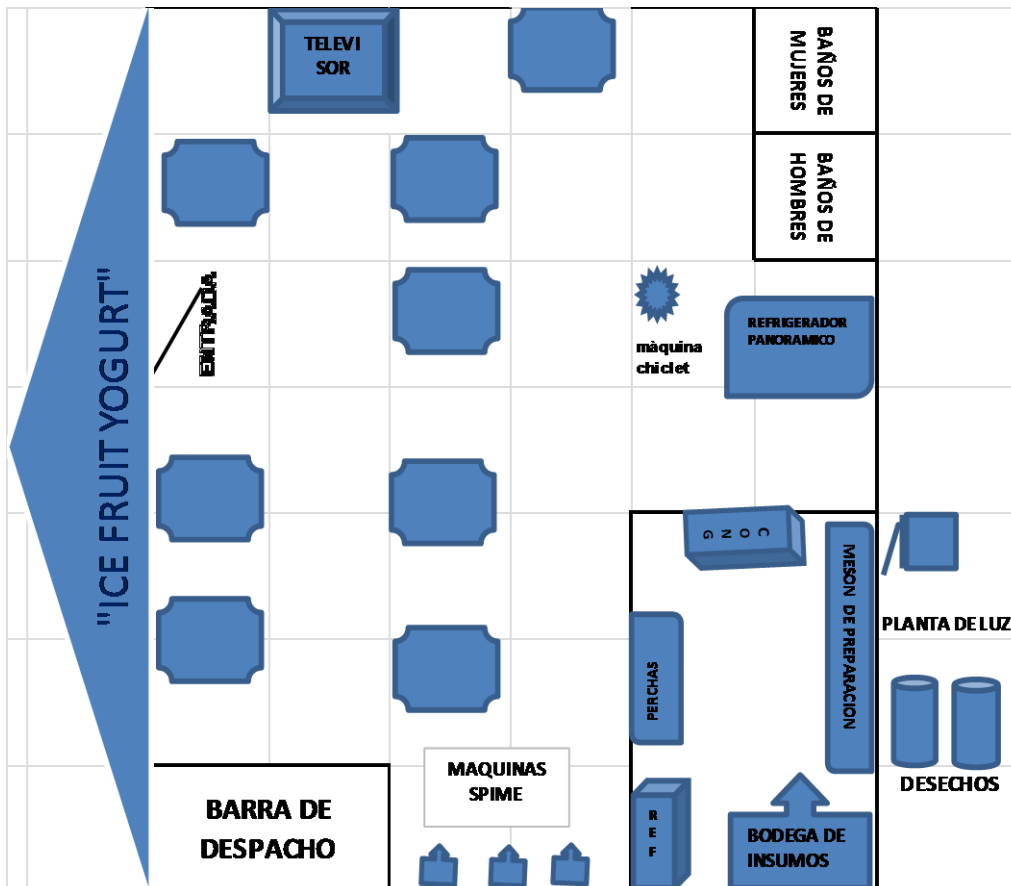 "ICE FRUIT YOGURT"
TELEVI
SOR
BAÑOS DE
MUJERES
BAÑOS DE
HOMBRES
ENTRADA
màquina
chiclet
REFRIGERADOR
PANORAMICO
CONG
MESON DE PREPARACION
PLANTA DE LUZ
PERCHAS
DESECHOS
MAQUINAS
SPIME
BARRA DE
DESPACHO
REF
BODEGA DE
INSUMOS